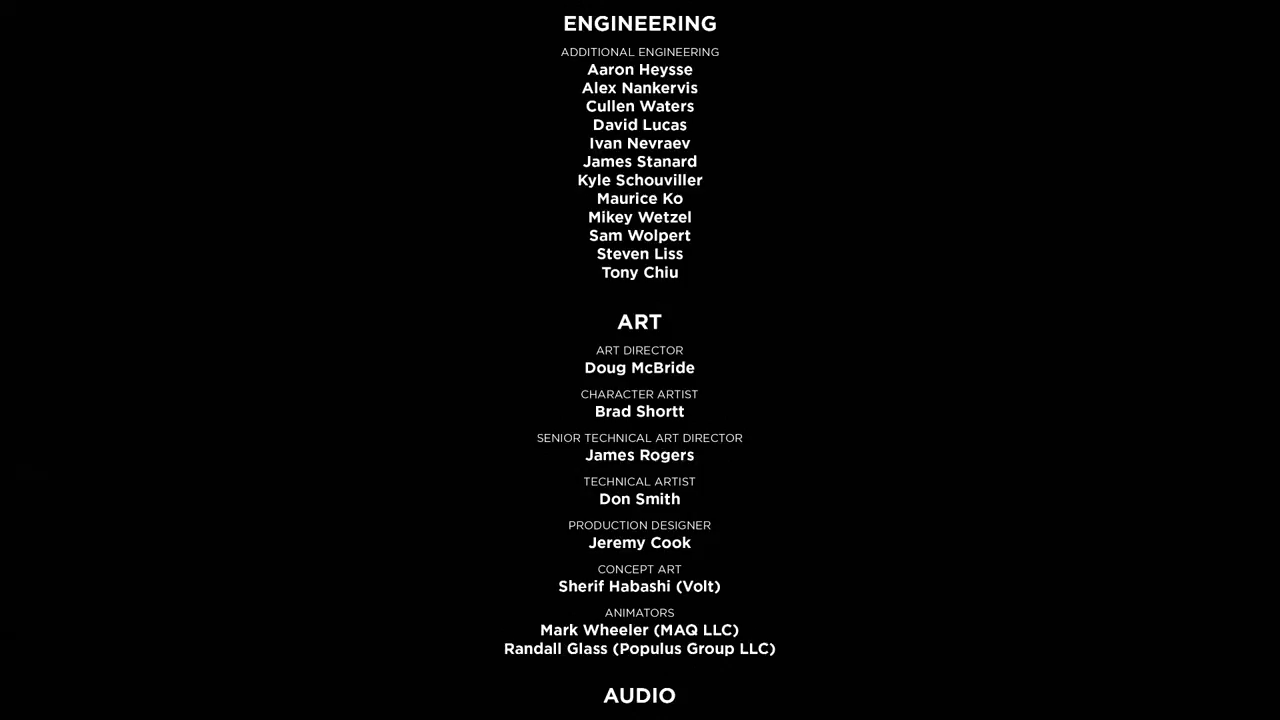 ENGINEERING
ADDITIONAL ENGINEERING
Aaron Heysse
Alex Nankervis
Cullen Waters
David Lucas
Ivan Nevraev
James Stanard
Kyle Schouviller
Maurice Ko
Mikey Wetzel
Sam Wolpert
Steven Liss
Tony Chiu
ART
ART DIRECTOR
Doug McBride
CHARACTER ARTIST
Brad Shortt
SENIOR TECHNICAL ART DIRECTOR
James Rogers
TECHNICAL ARTIST
Don Smith
PRODUCTION DESIGNER
Jeremy Cook
CONCEPT ART
Sherif Habashi (Volt)
ANIMATORS
Mark Wheeler (MAQ LLC)
Randall Glass (Populus Group LLC)
AUDIO